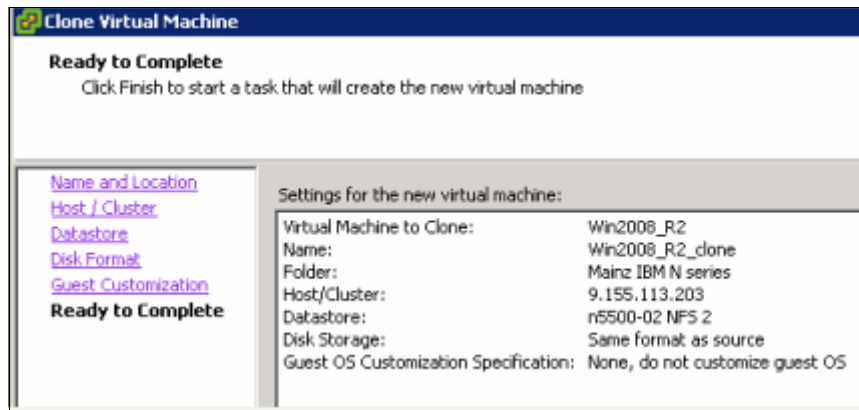 Clone Virtual Machine
Ready to Complete
Click Finish to start a task that will create the new virtual machine
Name and Location
Host / Cluster
Datastore
Disk Format
Guest Customization
Ready to Complete
Settings for the new virtual machine:
Virtual Machine to Clone: Win2008_R2
Name: Win2008_R2_clone
Folder: Mainz IBM N series
Host/Cluster: 9.155.113.203
Datastore: n5500-02 NFS 2
Disk Storage: Same format as source
Guest OS Customization Specification: None, do not customize guest OS